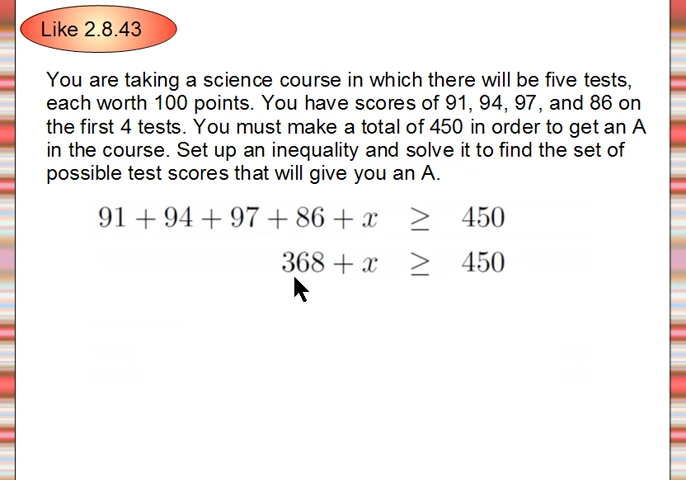 Like 2.8.43
You are taking a science course in which there will be five tests,
each worth 100 points. You have scores of 91, 94, 97, and 86 on
the first 4 tests. You must make a total of 450 in order to get an A
in the course. Set up an inequality and solve it to find the set of
possible test scores that will give you an A.
91 + 94 + 97 + 86 + x ≥ 450
368 + x ≥ 450